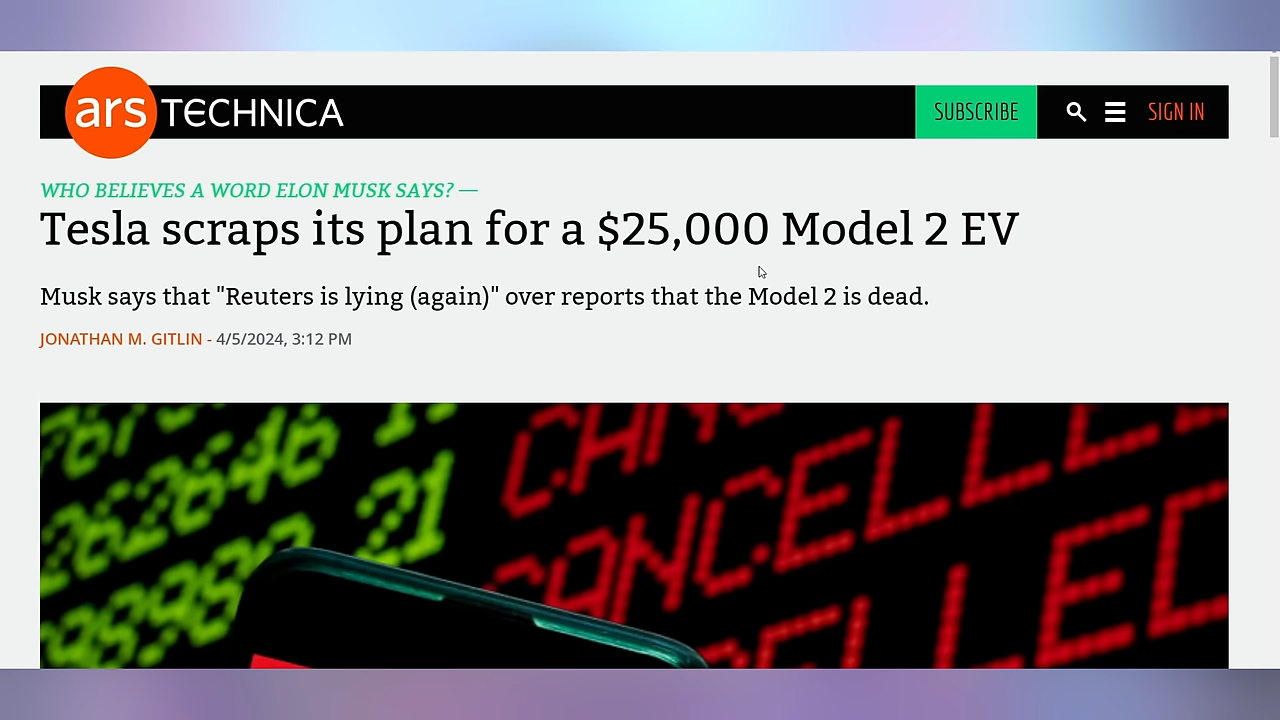 ars TECHNICA
SUBSCRIBE
SIGN IN
WHO BELIEVES A WORD ELON MUSK SAYS? —
Tesla scraps its plan for a $25,000 Model 2 EV
Musk says that "Reuters is lying (again)" over reports that the Model 2 is dead.
JONATHAN M. GITLIN - 4/5/2024, 3:12 PM
21
CANCELLED